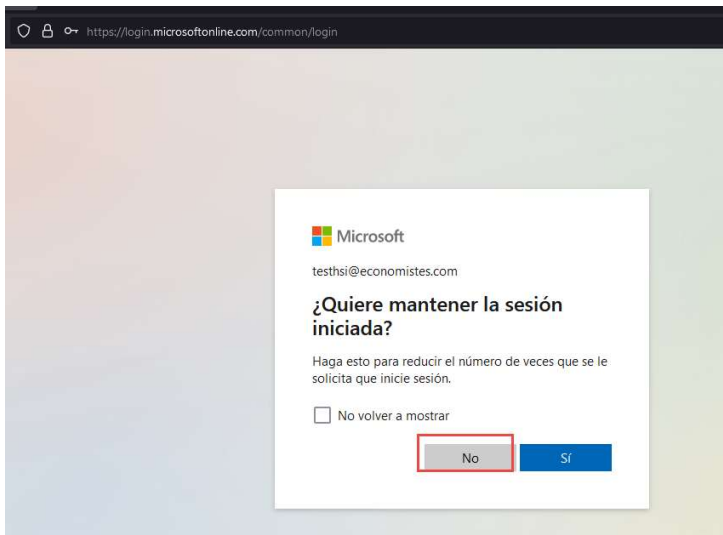 https://login.microsoftonline.com/common/login
Microsoft
testhsi@economistes.com
¿Quiere mantener la sesión
iniciada?
Haga esto para reducir el número de veces que se le
solicita que inicie sesión.
No volver a mostrar
No
Sí